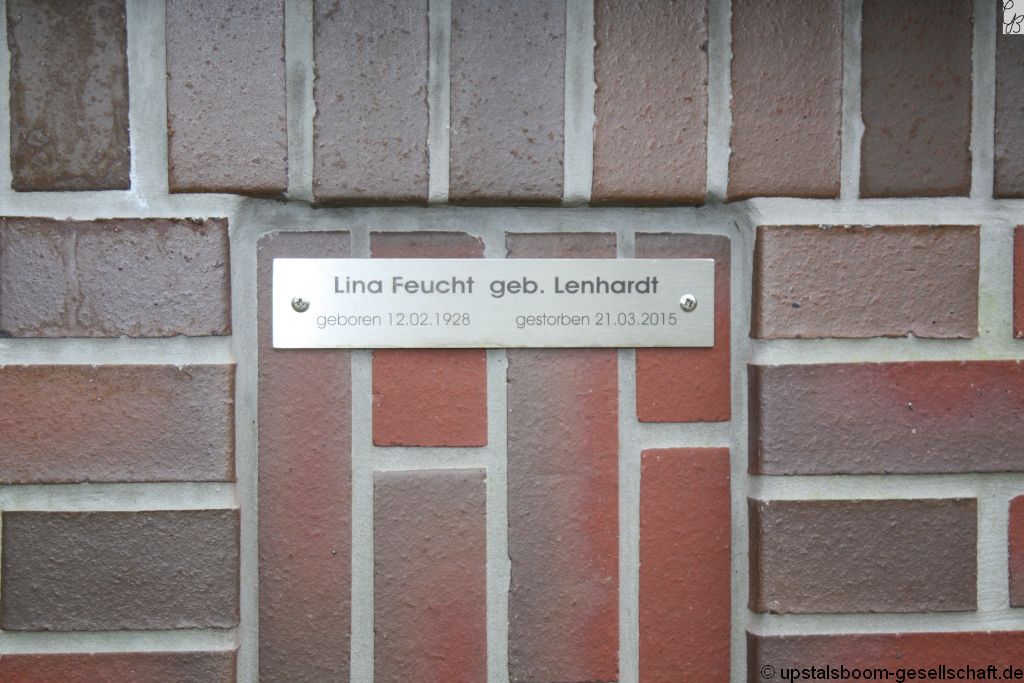 Lina Feucht geb. Lenhardt
geboren 12.02.1928 gestorben 21.03.2015
© upstalsboom-gesellschaft.de